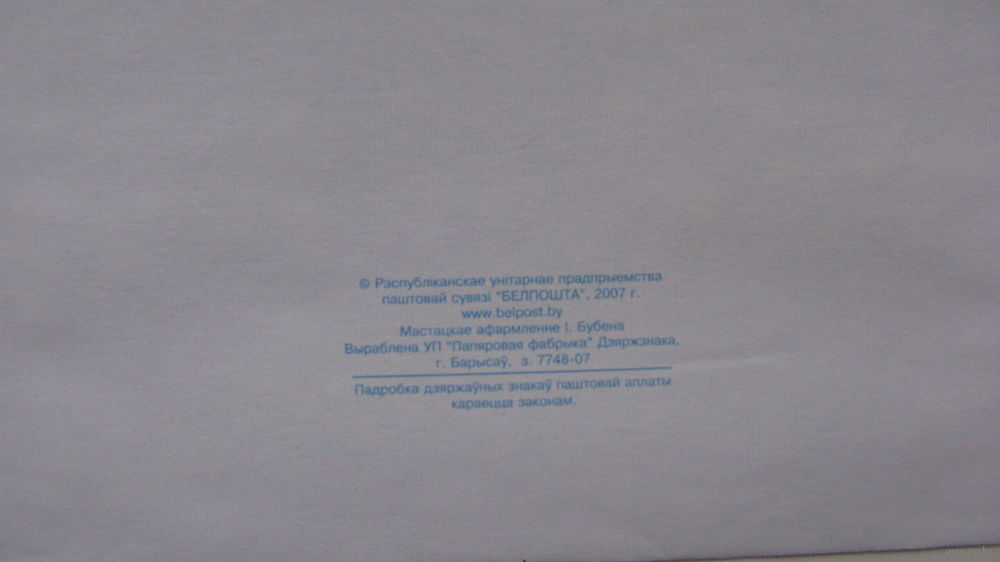 © Рэспубліканскае унітарнае прадпрыемства
паштовай сувязі "БЕЛПОШТА", 2007 г.
www.belpost.by
Мастацкае афармленне І. Бубена
Выраблена УП "Папяровая фабрыка" Дзяржзнака,
г. Барысаў, з. 7748-07
Падробка дзяржаўных знакаў паштовай аплаты
караецца законам.